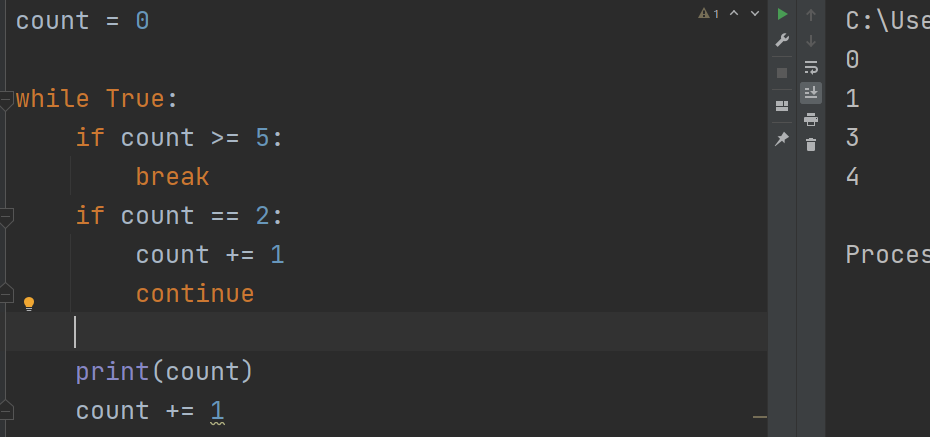 count = 0
while True:
    if count >= 5:
        break
    if count == 2:
        count += 1
        continue
    print(count)
    count += 1
1
C:\Use
0
1
3
4
Proces